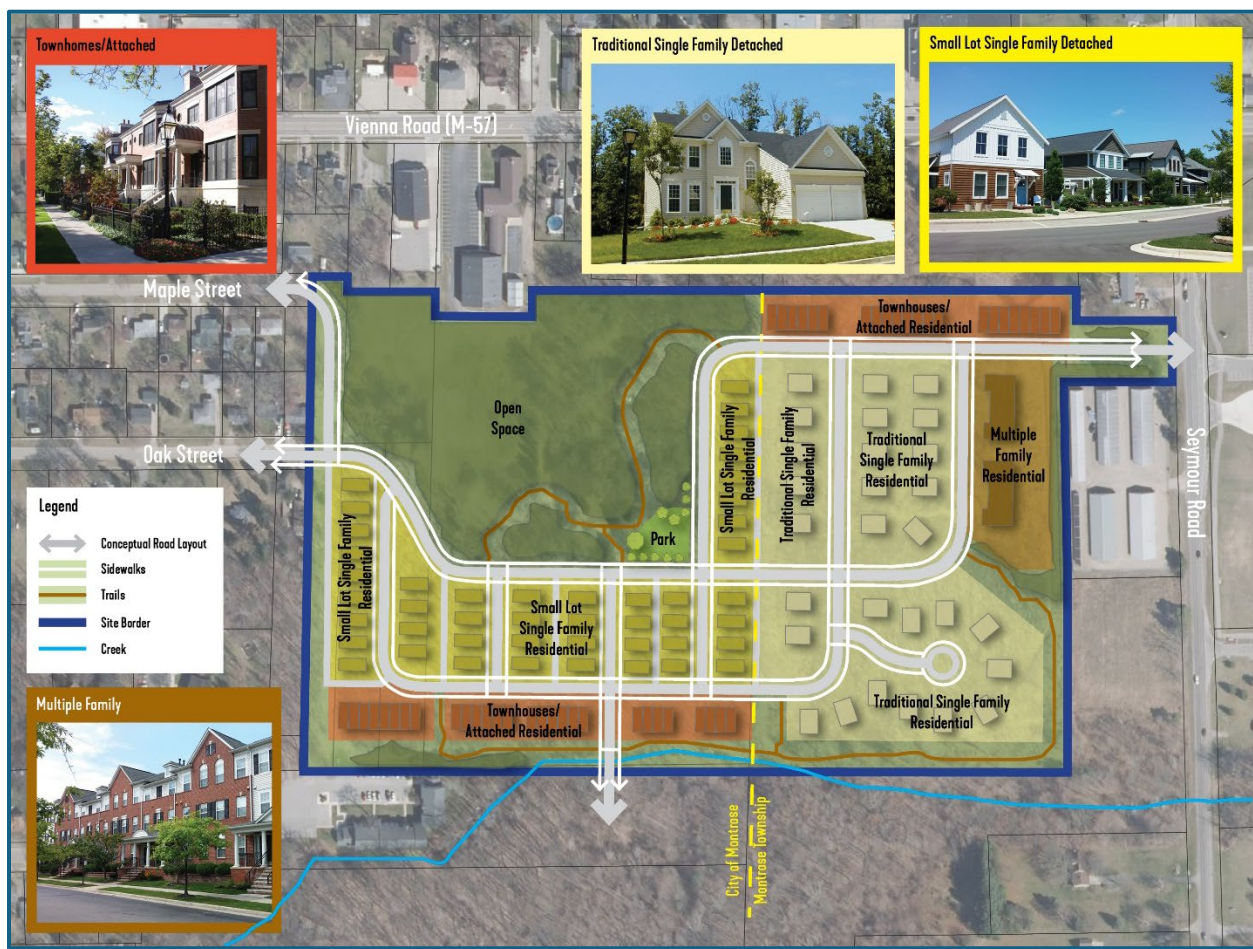 Townhomes/Attached
Traditional Single Family Detached
Small Lot Single Family Detached
Vienna Road (M-57)
Maple Street
Townhouses/
Attached Residential
Open
Space
Oak Street
Small Lot Single Family
Residential
Traditional Single Family
Residential
Traditional
Single Family
Residential
Multiple
Family
Residential
Seymour Road
Legend
Conceptual Road Layout
Sidewalks
Trails
Site Border
Creek
Park
Small Lot Single Family
Residential
Small Lot
Single Family
Residential
Traditional Single Family
Residential
Townhouses/
Attached Residential
Multiple Family
City of Montrose
Montrose Township